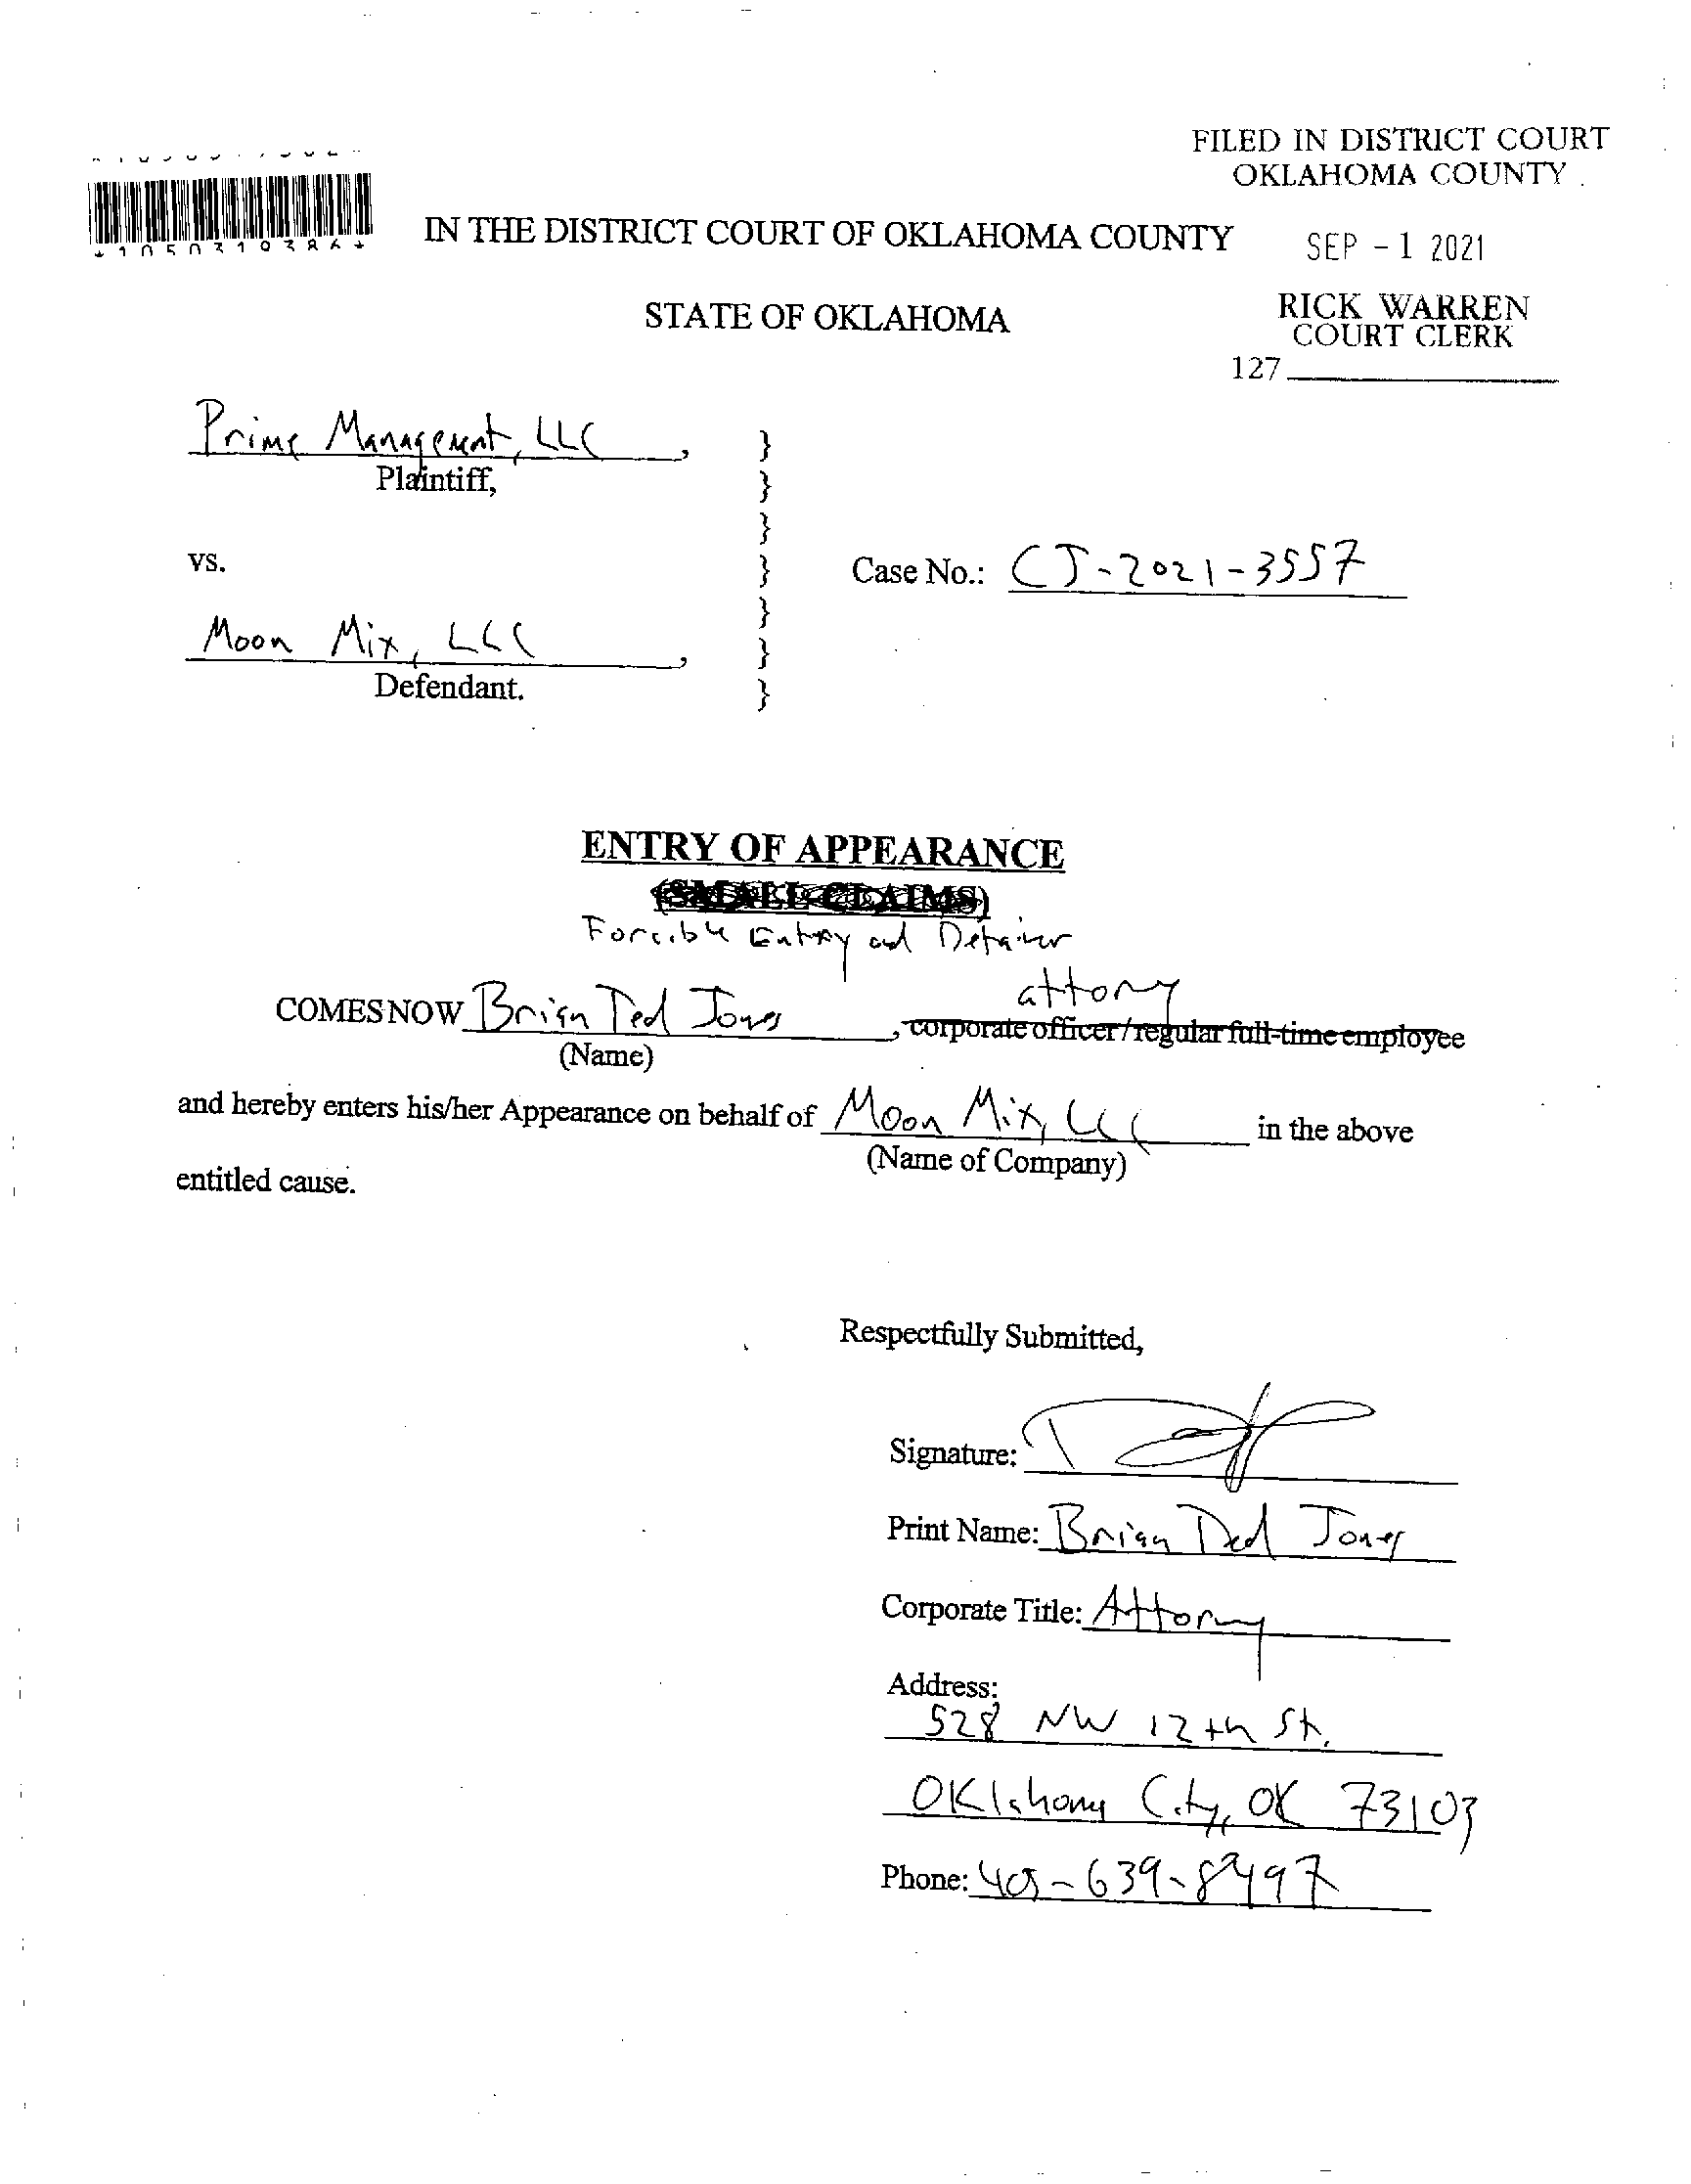 FILED IN DISTRICT COURT
OKLAHOMA COUNTY
*1050319386*
IN THE DISTRICT COURT OF OKLAHOMA COUNTY
SEP - 1 2021
STATE OF OKLAHOMA
RICK WARREN
COURT CLERK
127
Prime Management, LLC,
Plaintiff,
vs.
Case No.: CJ-2021-3557
Moon Mix, LLC,
Defendant.
ENTRY OF APPEARANCE
(SMALL CLAIMS)
Forcible Entry and Detainer
attorney
COMES NOW Brian Ted Jones, corporate officer/regular full-time employee
(Name)
and hereby enters his/her Appearance on behalf of Moon Mix, LLC in the above
(Name of Company)
entitled cause.
Respectfully Submitted,
Signature:
Print Name: Brian Ted Jones
Corporate Title: Attorney
Address:
528 NW 12th St.
Oklahoma City, OK 73103
Phone: 405-639-8497